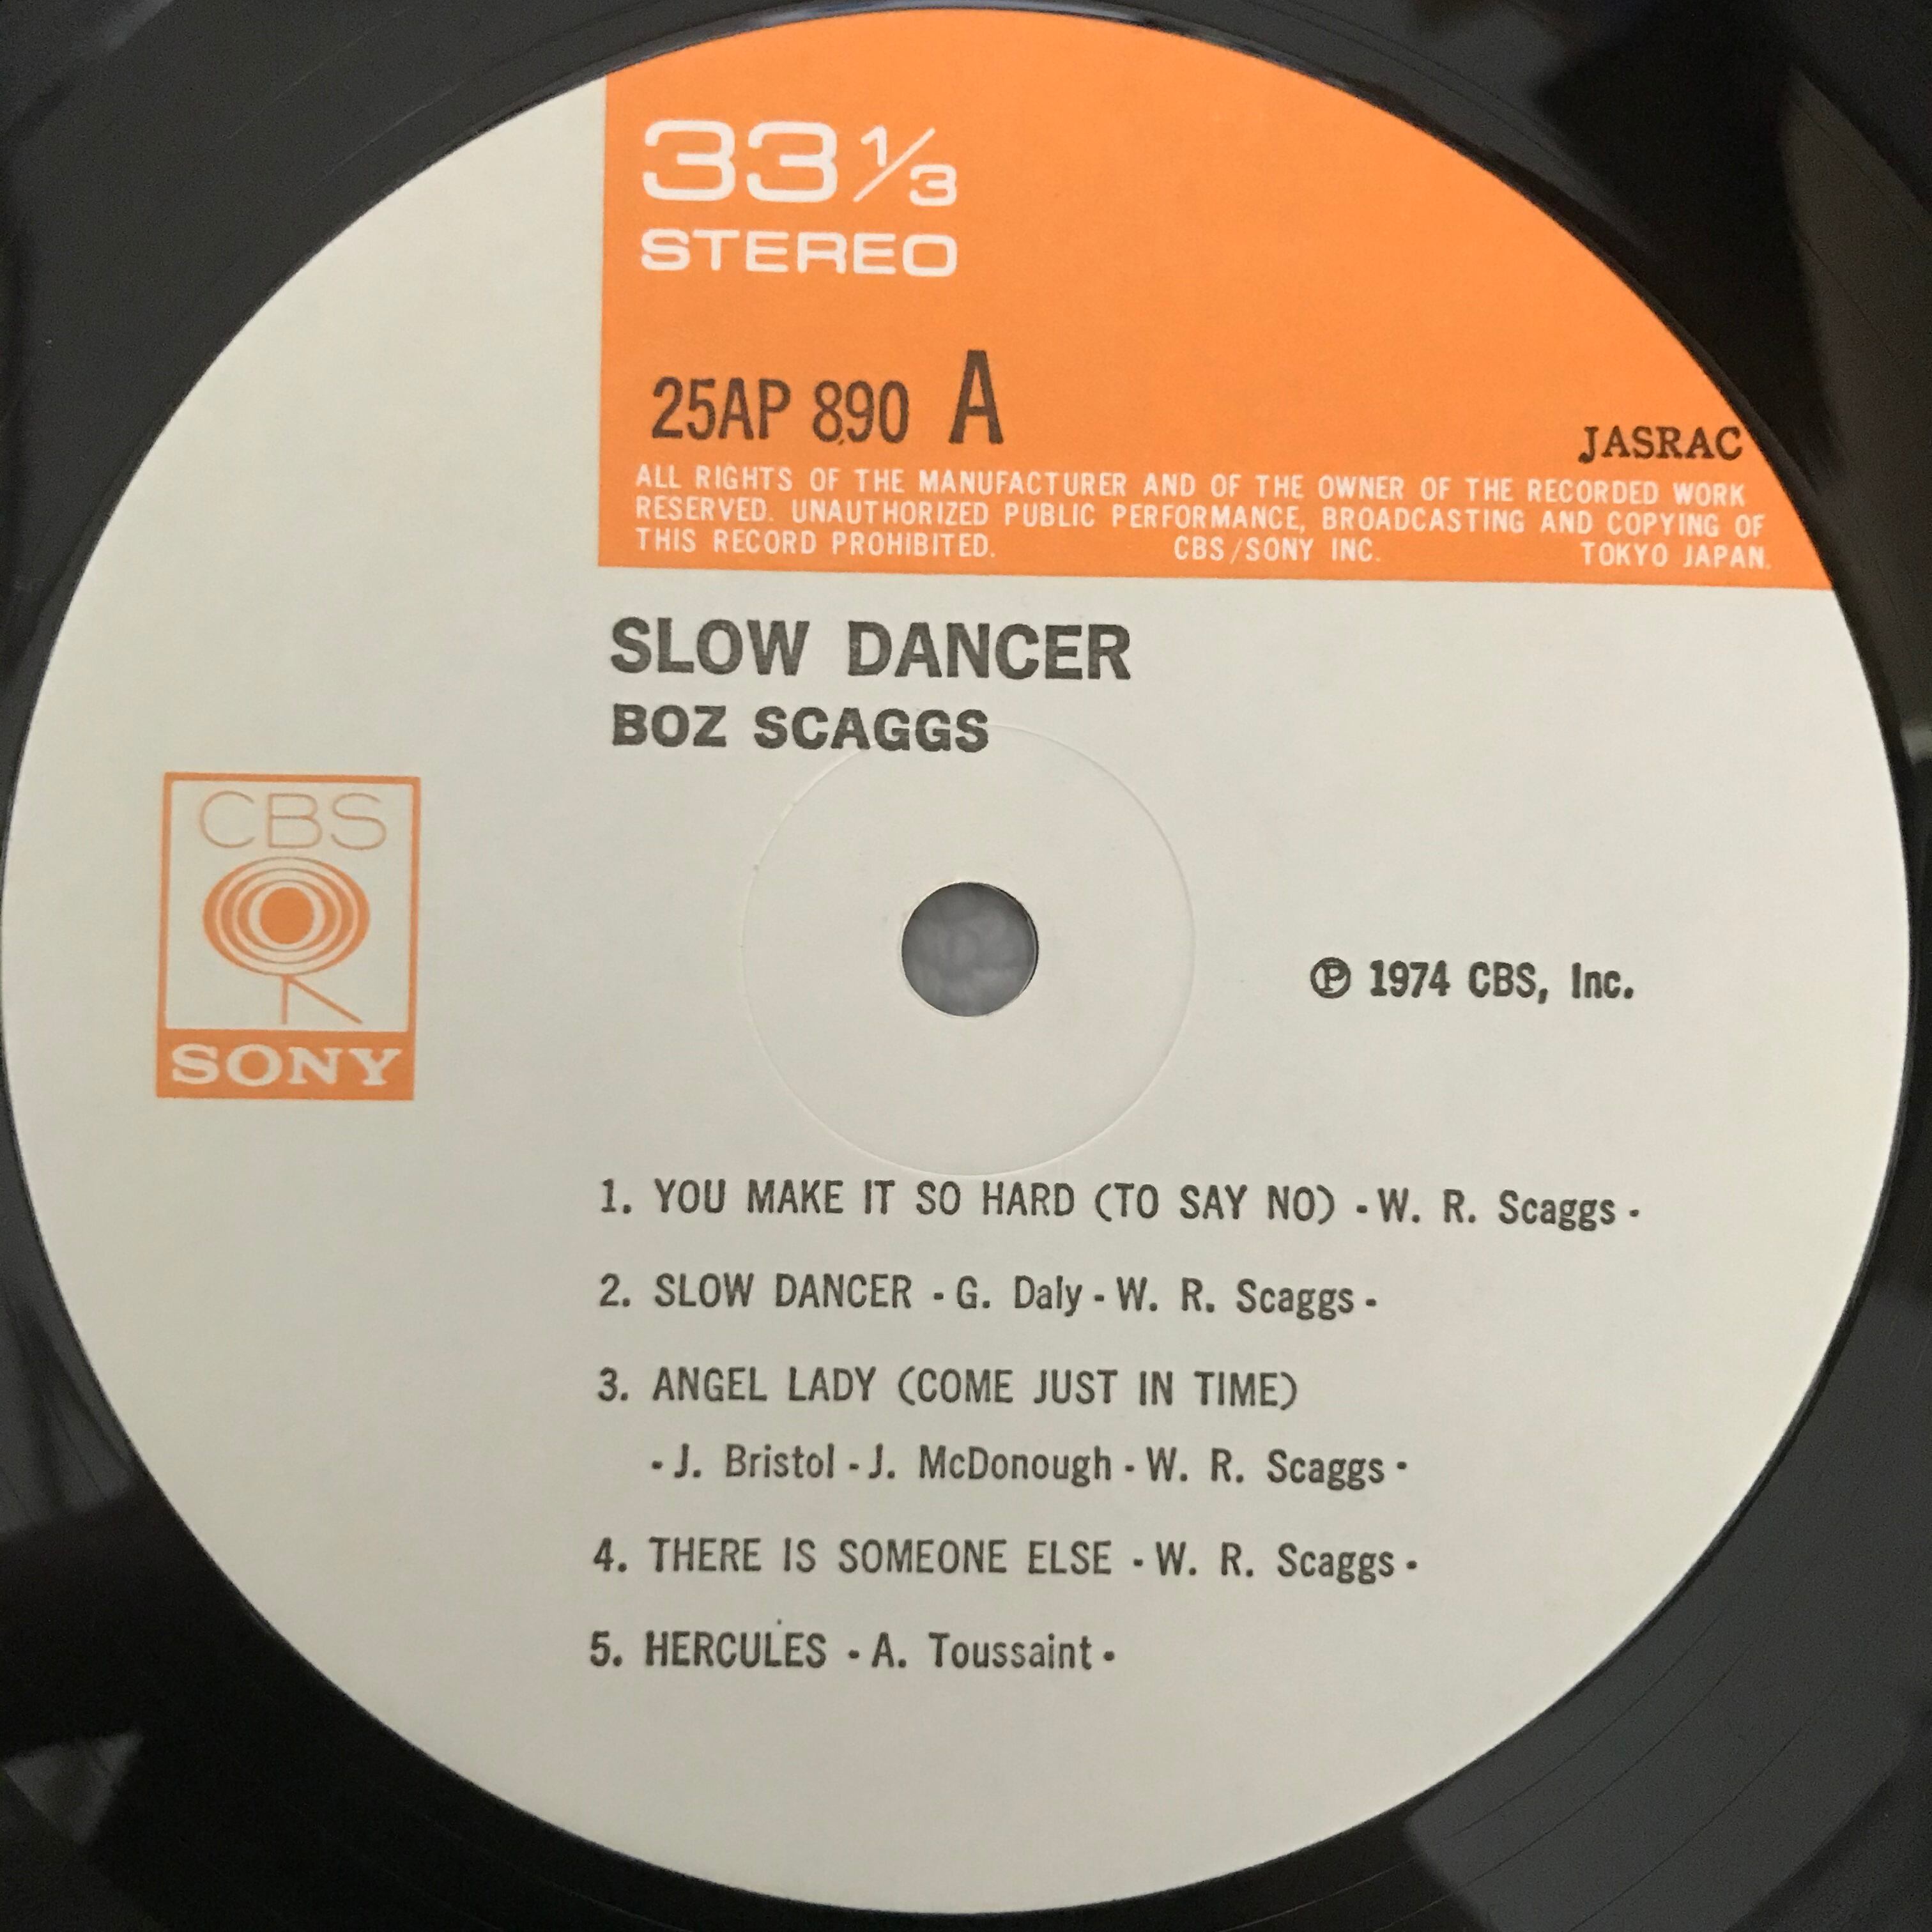 33 1/3
STEREO
25AP 890 A
JASRAC
ALL RIGHTS OF THE MANUFACTURER AND OF THE OWNER OF THE RECORDED WORK
RESERVED. UNAUTHORIZED PUBLIC PERFORMANCE, BROADCASTING AND COPYING OF
THIS RECORD PROHIBITED. CBS/SONY INC. TOKYO JAPAN.
SLOW DANCER
BOZ SCAGGS
CBS
SONY
℗ 1974 CBS, Inc.
1. YOU MAKE IT SO HARD (TO SAY NO) - W. R. Scaggs -
2. SLOW DANCER - G. Daly - W. R. Scaggs -
3. ANGEL LADY (COME JUST IN TIME)
- J. Bristol - J. McDonough - W. R. Scaggs -
4. THERE IS SOMEONE ELSE - W. R. Scaggs -
5. HERCULES - A. Toussaint -